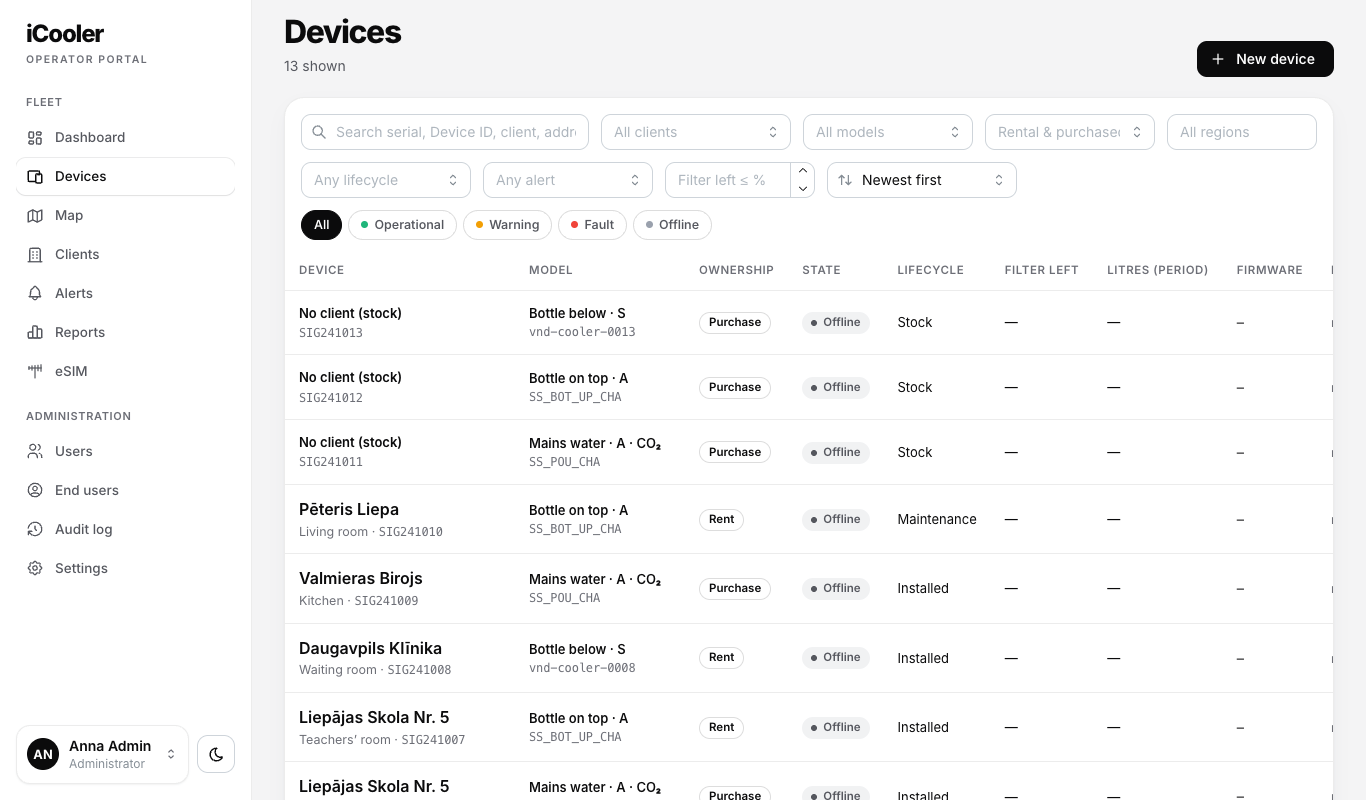 iCooler
OPERATOR PORTAL
FLEET
Dashboard
Devices
Map
Clients
Alerts
Reports
eSIM
ADMINISTRATION
Users
End users
Audit log
Settings
AN
Anna Admin
Administrator
Devices
13 shown
New device
Search serial, Device ID, client, addre
All clients
All models
Rental & purchased
All regions
Any lifecycle
Any alert
Filter left ≤ %
Newest first
All
Operational
Warning
Fault
Offline
DEVICE MODEL OWNERSHIP STATE LIFECYCLE FILTER LEFT LITRES (PERIOD) FIRMWARE
No client (stock) Bottle below · S Purchase Offline Stock — — –
SIG241013 vnd-cooler-0013
No client (stock) Bottle on top · A Purchase Offline Stock — — –
SIG241012 SS_BOT_UP_CHA
No client (stock) Mains water · A · CO₂ Purchase Offline Stock — — –
SIG241011 SS_POU_CHA
Pēteris Liepa Bottle on top · A Rent Offline Maintenance — — –
Living room · SIG241010 SS_BOT_UP_CHA
Valmieras Birojs Mains water · A · CO₂ Purchase Offline Installed — — –
Kitchen · SIG241009 SS_POU_CHA
Daugavpils Klīnika Bottle below · S Rent Offline Installed — — –
Waiting room · SIG241008 vnd-cooler-0008
Liepājas Skola Nr. 5 Bottle on top · A Rent Offline Installed — — –
Teachers’ room · SIG241007 SS_BOT_UP_CHA
Liepājas Skola Nr. 5 Mains water · A · CO₂ Purchase Offline Installed — — –